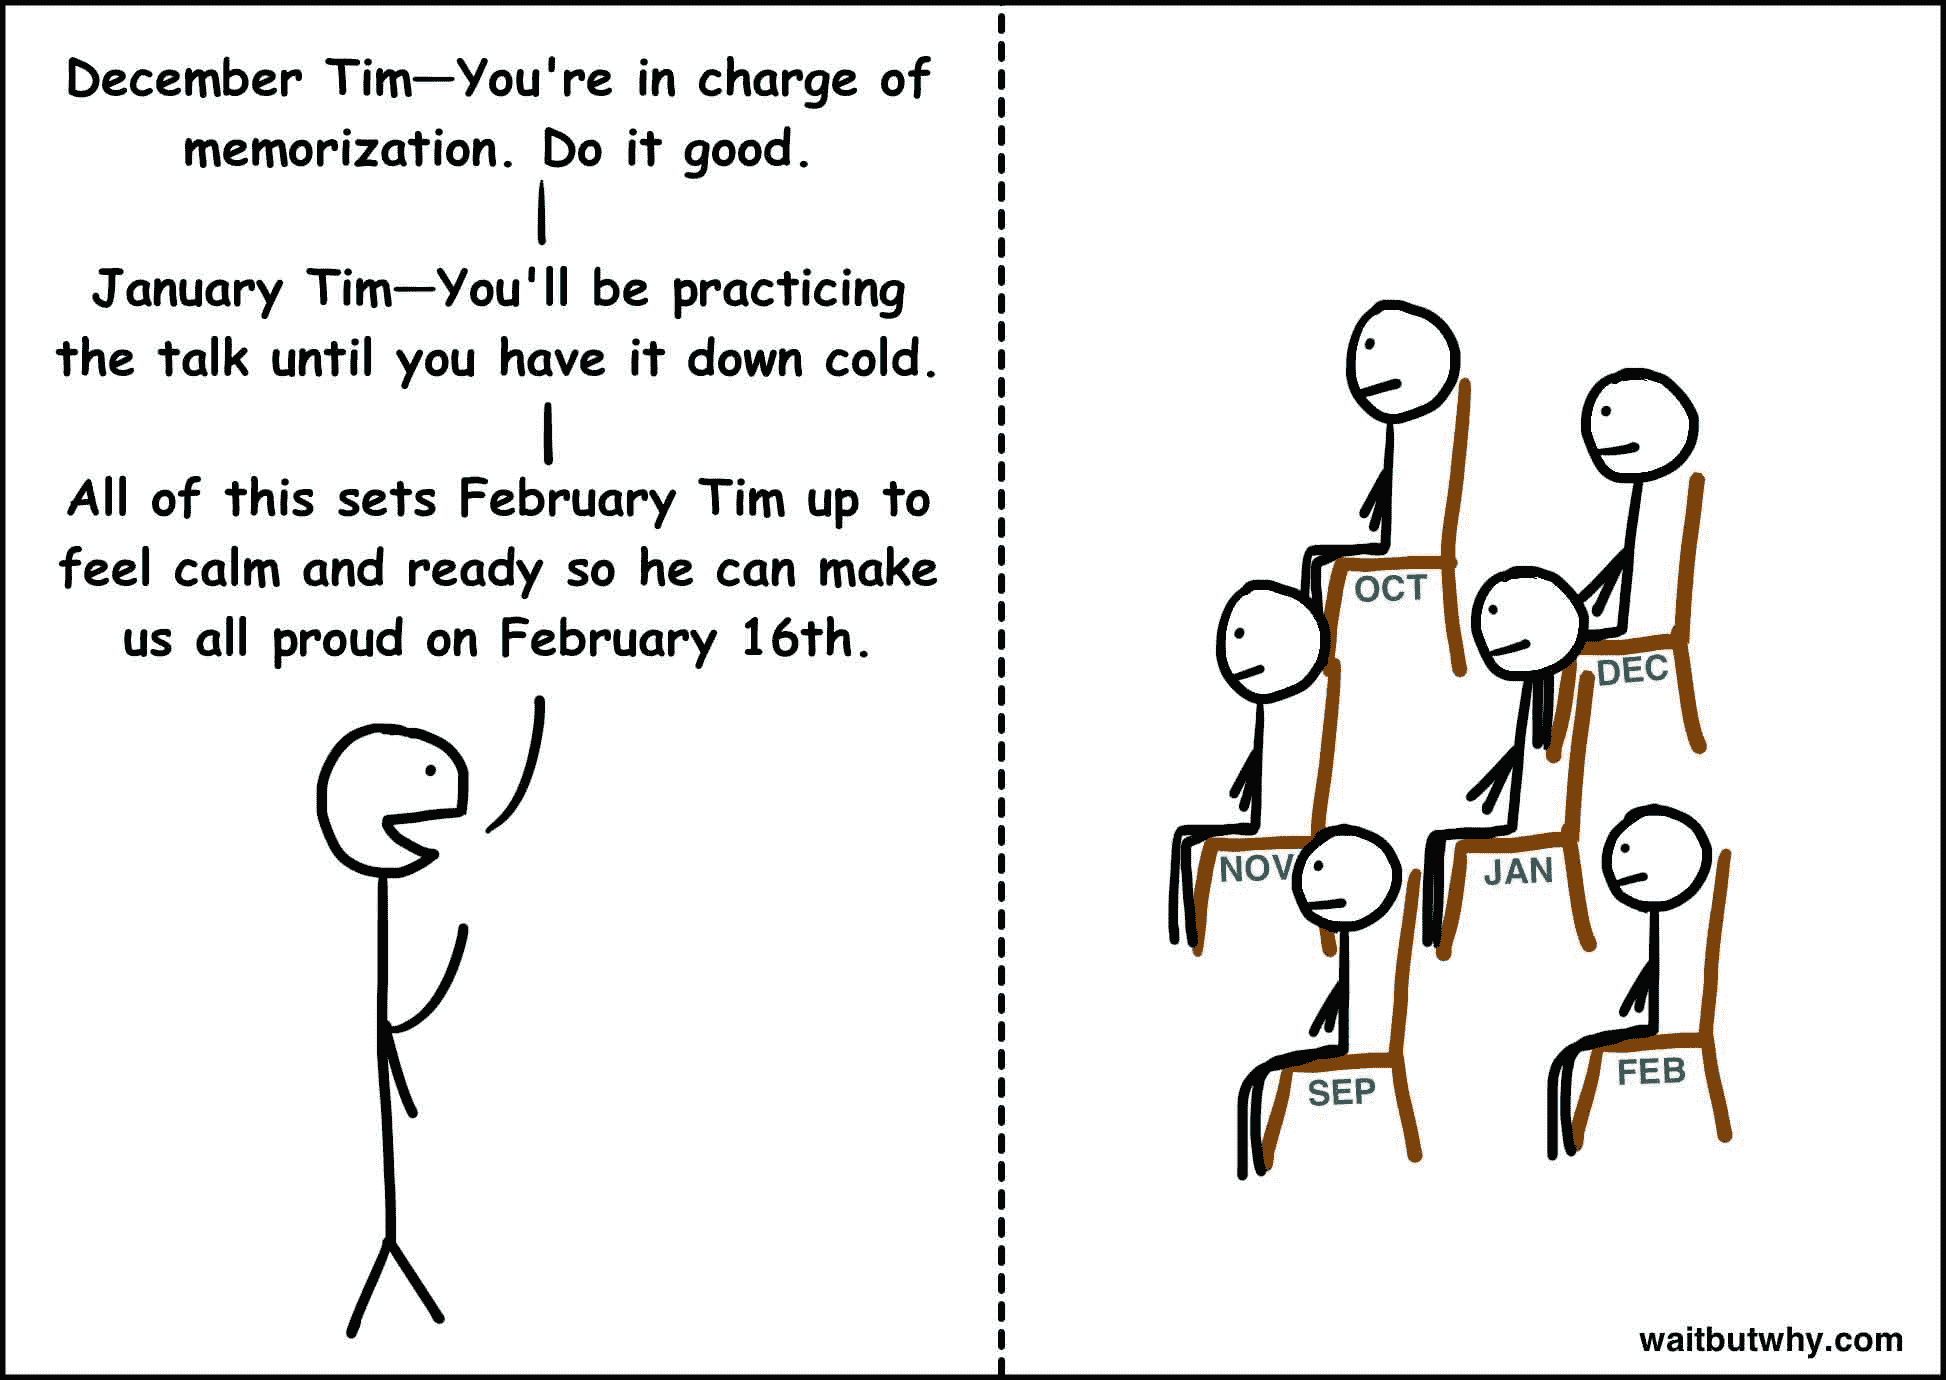 December Tim—You're in charge of
memorization. Do it good.
January Tim—You'll be practicing
the talk until you have it down cold.
All of this sets February Tim up to
feel calm and ready so he can make
us all proud on February 16th.
OCT
DEC
NOV
JAN
SEP
FEB
waitbutwhy.com